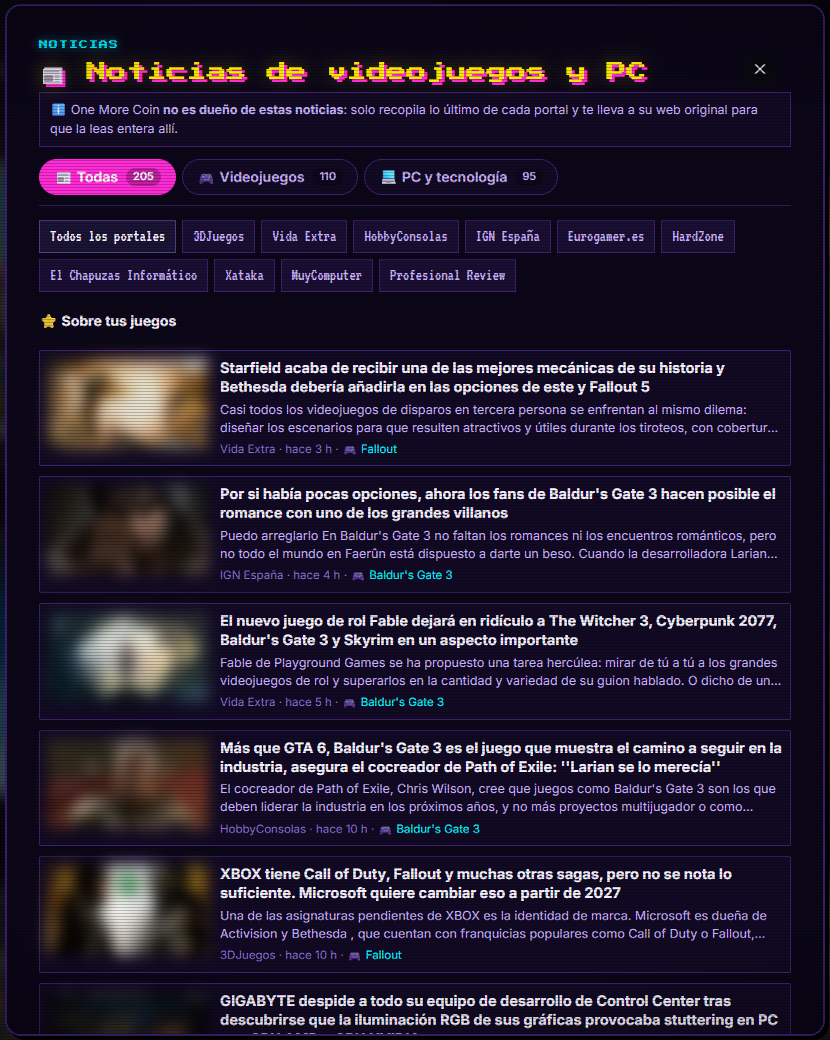 NOTICIAS
Noticias de videojuegos y PC
One More Coin no es dueño de estas noticias: solo recopila lo último de cada portal y te lleva a su web original para
que la leas entera allí.
Todas 205 Videojuegos 110 PC y tecnología 95
Todos los portales 3DJuegos Vida Extra HobbyConsolas IGN España Eurogamer.es HardZone
El Chapuzas Informático Xataka MuyComputer Profesional Review
Sobre tus juegos
Starfield acaba de recibir una de las mejores mecánicas de su historia y
Bethesda debería añadirla en las opciones de este y Fallout 5
Casi todos los videojuegos de disparos en tercera persona se enfrentan al mismo dilema:
diseñar los escenarios para que resulten atractivos y útiles durante los tiroteos, con cobertur...
Vida Extra · hace 3 h · Fallout
Por si había pocas opciones, ahora los fans de Baldur's Gate 3 hacen posible el
romance con uno de los grandes villanos
Puedo arreglarlo En Baldur's Gate 3 no faltan los romances ni los encuentros románticos, pero
no todo el mundo en Faerûn está dispuesto a darte un beso. Cuando la desarrolladora Larian...
IGN España · hace 4 h · Baldur's Gate 3
El nuevo juego de rol Fable dejará en ridículo a The Witcher 3, Cyberpunk 2077,
Baldur's Gate 3 y Skyrim en un aspecto importante
Fable de Playground Games se ha propuesto una tarea hercúlea: mirar de tú a tú a los grandes
videojuegos de rol y superarlos en la cantidad y variedad de su guion hablado. O dicho de un...
Vida Extra · hace 5 h · Baldur's Gate 3
Más que GTA 6, Baldur's Gate 3 es el juego que muestra el camino a seguir en la
industria, asegura el cocreador de Path of Exile: ''Larian se lo merecía''
El cocreador de Path of Exile, Chris Wilson, cree que juegos como Baldur's Gate 3 son los que
deben liderar la industria en los próximos años, y no más proyectos multijugador o como...
HobbyConsolas · hace 10 h · Baldur's Gate 3
XBOX tiene Call of Duty, Fallout y muchas otras sagas, pero no se nota lo
suficiente. Microsoft quiere cambiar eso a partir de 2027
Una de las asignaturas pendientes de XBOX es la identidad de marca. Microsoft es dueña de
Activision y Bethesda , que cuentan con franquicias populares como Call of Duty o Fallout,...
3DJuegos · hace 10 h · Fallout
GIGABYTE despide a todo su equipo de desarrollo de Control Center tras
descubrirse que la iluminación RGB de sus gráficas provocaba stuttering en PC